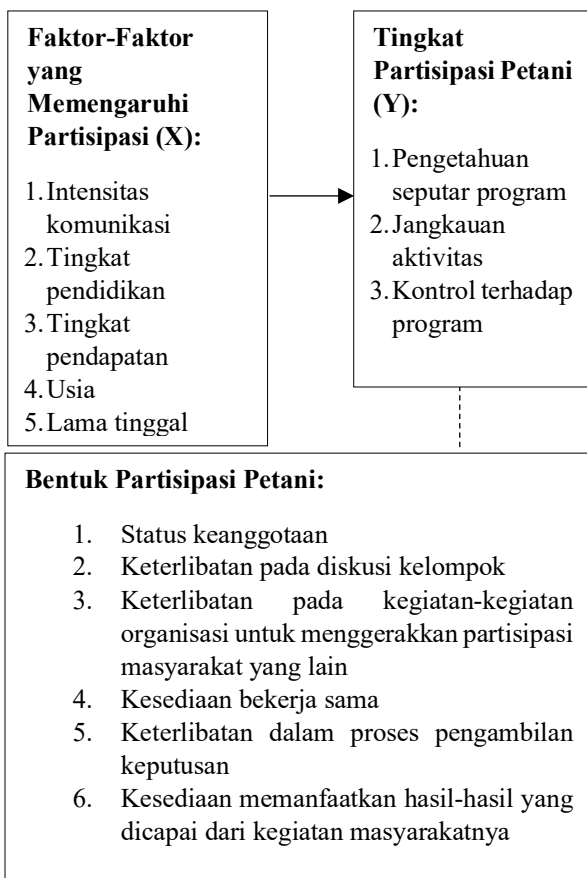 Faktor-Faktor
yang
Memengaruhi
Partisipasi (X):
1. Intensitas
komunikasi
2. Tingkat
pendidikan
3. Tingkat
pendapatan
4. Usia
5. Lama tinggal
Tingkat
Partisipasi Petani
(Y):
1. Pengetahuan
seputar program
2. Jangkauan
aktivitas
3. Kontrol terhadap
program
Bentuk Partisipasi Petani:
1. Status keanggotaan
2. Keterlibatan pada diskusi kelompok
3. Keterlibatan pada kegiatan-kegiatan
organisasi untuk menggerakkan partisipasi
masyarakat yang lain
4. Kesediaan bekerja sama
5. Keterlibatan dalam proses pengambilan
keputusan
6. Kesediaan memanfaatkan hasil-hasil yang
dicapai dari kegiatan masyarakatnya